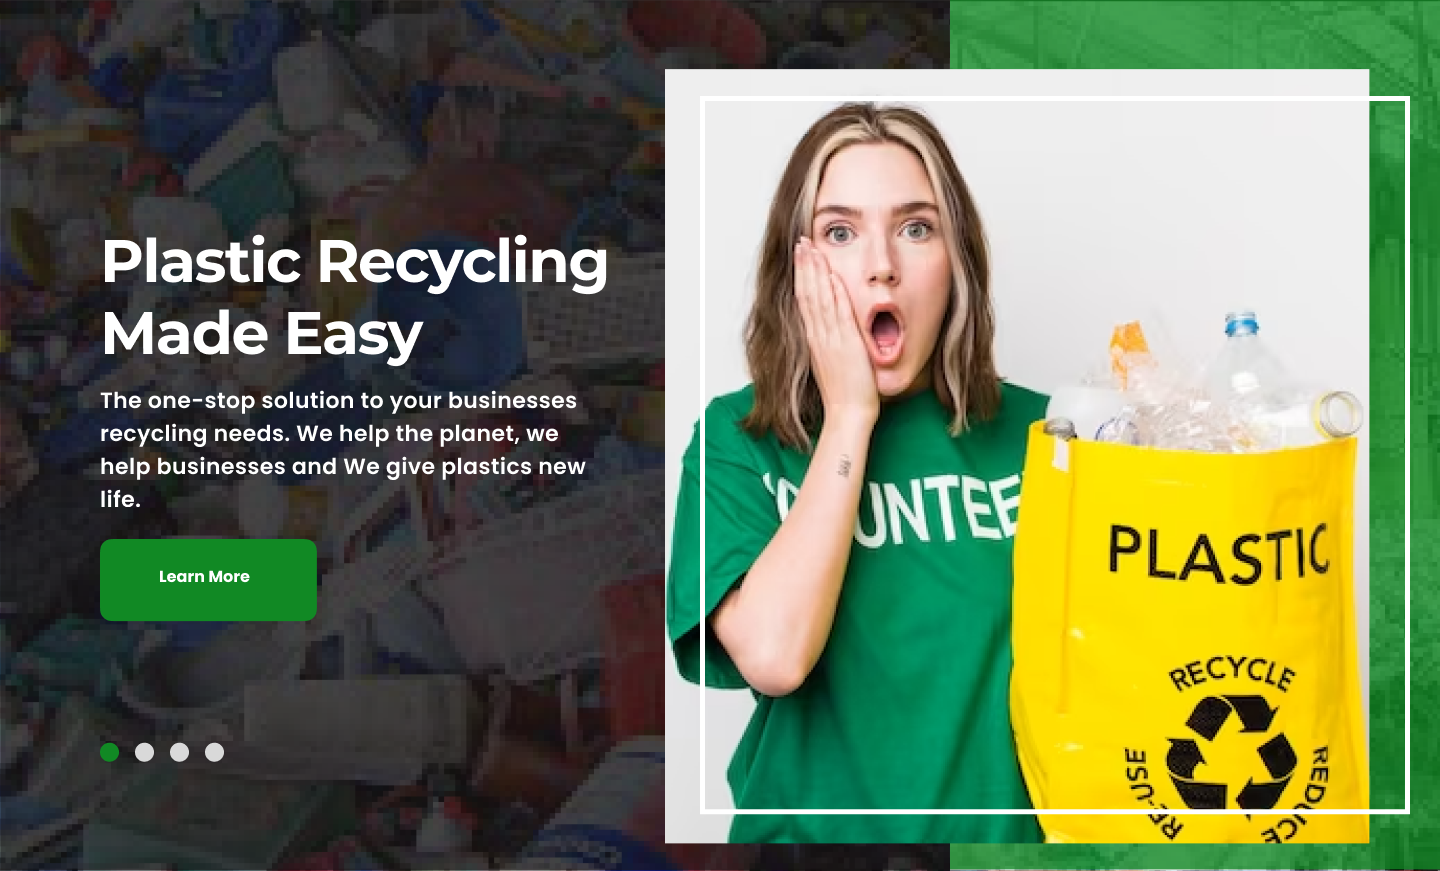 Plastic Recycling
Made Easy
The one-stop solution to your businesses
recycling needs. We help the planet, we
help businesses and We give plastics new
life.
Learn More
UNTEE
PLASTIC
RECYCLE
REDUCE
RE-USE